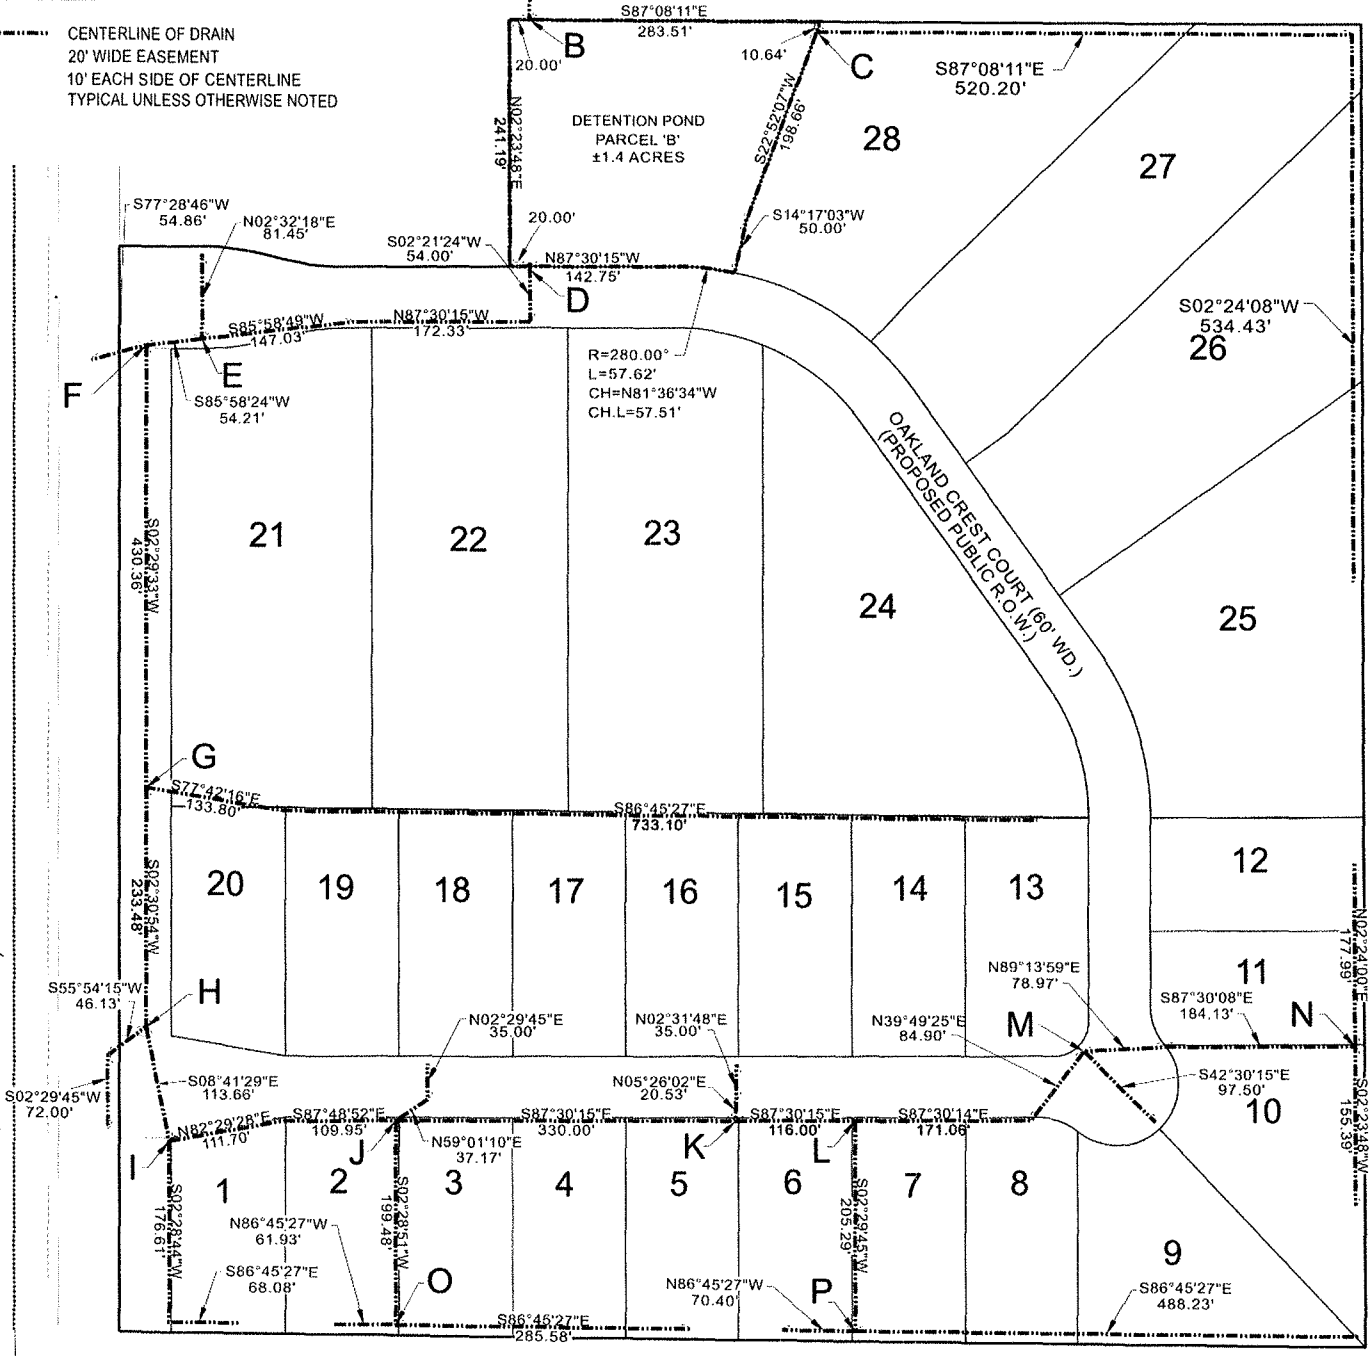 CENTERLINE OF DRAIN
20' WIDE EASEMENT
10' EACH SIDE OF CENTERLINE
TYPICAL UNLESS OTHERWISE NOTED
S87°08'11"E
283.51'
B
20.00'
10.64'
C
S87°08'11"E
520.20'
N02°23'48"E
241.19'
DETENTION POND
PARCEL 'B'
±1.4 ACRES
S22°52'07"W
198.66'
28
27
S77°28'46"W
54.86'
N02°32'18"E
81.45'
S02°21'24"W
54.00'
20.00'
N87°30'15"W
142.75'
S14°17'03"W
50.00'
D
S85°58'49"W
147.03'
N87°30'15"W
172.33'
S02°24'08"W
534.43'
26
F
E
S85°58'24"W
54.21'
R=280.00°
L=57.62'
CH=N81°36'34"W
CH.L=57.51'
OAKLAND CREST COURT (60' WD.)
(PROPOSED PUBLIC R.O.W.)
S02°29'33"W
430.36'
21
22
23
24
25
G
S77°42'16"E
133.80'
S86°45'27"E
733.10'
S02°30'54"W
233.48'
20
19
18
17
16
15
14
13
12
11
N02°24'00"E
177.99'
S55°54'15"W
46.13'
H
N02°29'45"E
35.00'
N02°31'48"E
35.00'
N89°13'59"E
78.97'
N39°49'25"E
84.90'
M
S87°30'08"E
184.13'
N
S02°29'45"W
72.00'
S08°41'29"E
113.66'
N05°26'02"E
20.53'
S42°30'15"E
97.50'
10
S02°23'48"W
155.39'
N82°29'28"E
111.70'
S87°48'52"E
109.95'
S87°30'15"E
330.00'
S87°30'15"E
116.00'
S87°30'14"E
171.06'
I
J
N59°01'10"E
37.17'
K
L
1
2
3
4
5
6
7
8
9
S02°28'44"W
176.61'
S02°28'51"W
199.48'
S02°29'45"W
205.29'
N86°45'27"W
61.93'
S86°45'27"E
68.08'
O
S86°45'27"E
285.58'
N86°45'27"W
70.40'
P
S86°45'27"E
488.23'